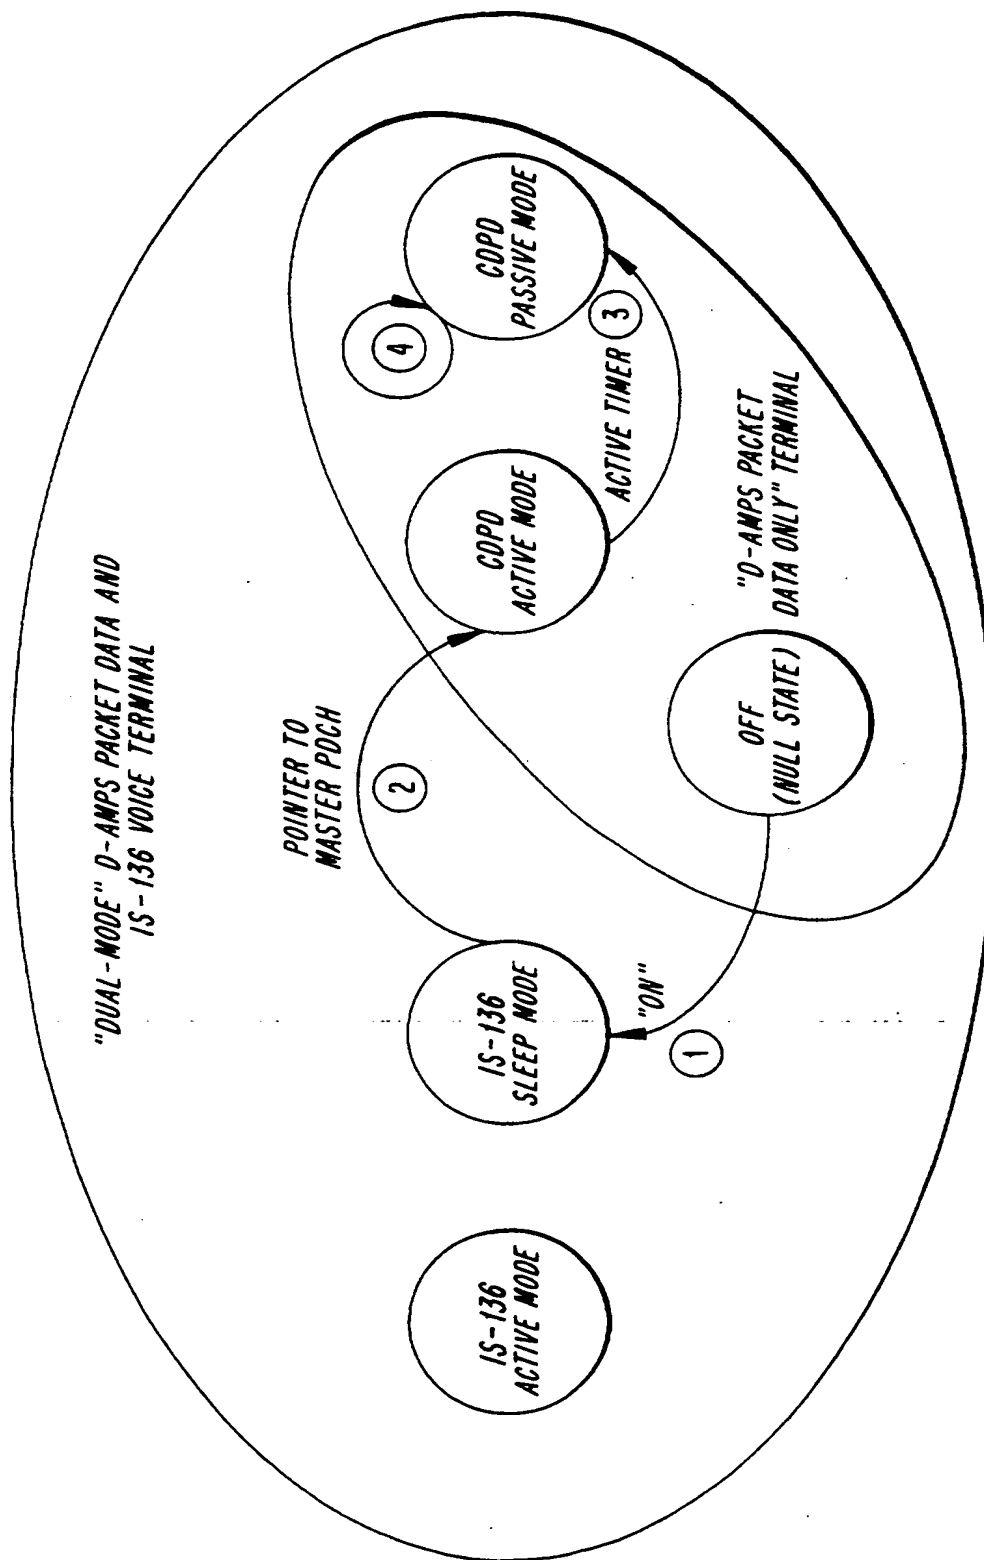 "DUAL-MODE" D-AMPS PACKET DATA AND
IS-136 VOICE TERMINAL
POINTER TO
MASTER PDCH
2
4
IS-136
ACTIVE MODE
IS-136
SLEEP MODE
CDPD
ACTIVE MODE
CDPD
PASSIVE MODE
"ON"
1
ACTIVE TIMER
3
OFF
(NULL STATE)
"D-AMPS PACKET
DATA ONLY" TERMINAL